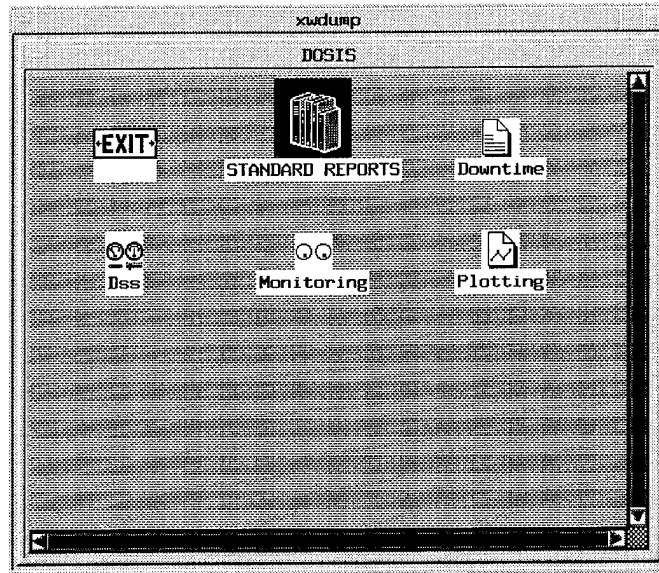 xwdump
DOSIS
EXIT
STANDARD REPORTS
Downtime
Dss
Monitoring
Plotting